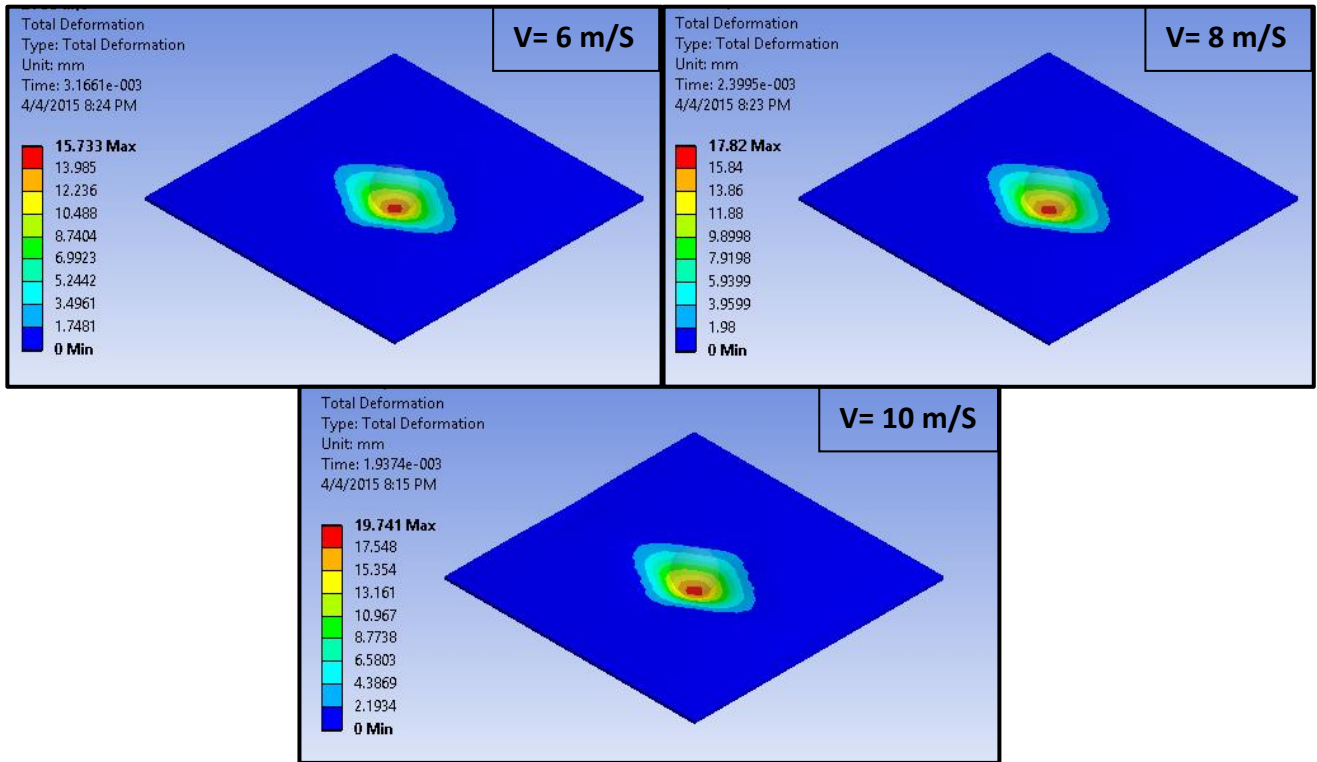 Total Deformation
Type: Total Deformation
Unit: mm
Time: 3.1661e-003
4/4/2015 8:24 PM
V= 6 m/S
15.733 Max
13.985
12.236
10.488
8.7404
6.9923
5.2442
3.4961
1.7481
0 Min
Total Deformation
Type: Total Deformation
Unit: mm
Time: 2.3995e-003
4/4/2015 8:23 PM
V= 8 m/S
17.82 Max
15.84
13.86
11.88
9.8998
7.9198
5.9399
3.9599
1.98
0 Min
Total Deformation
Type: Total Deformation
Unit: mm
Time: 1.9374e-003
4/4/2015 8:15 PM
V= 10 m/S
19.741 Max
17.548
15.354
13.161
10.967
8.7738
6.5803
4.3869
2.1934
0 Min